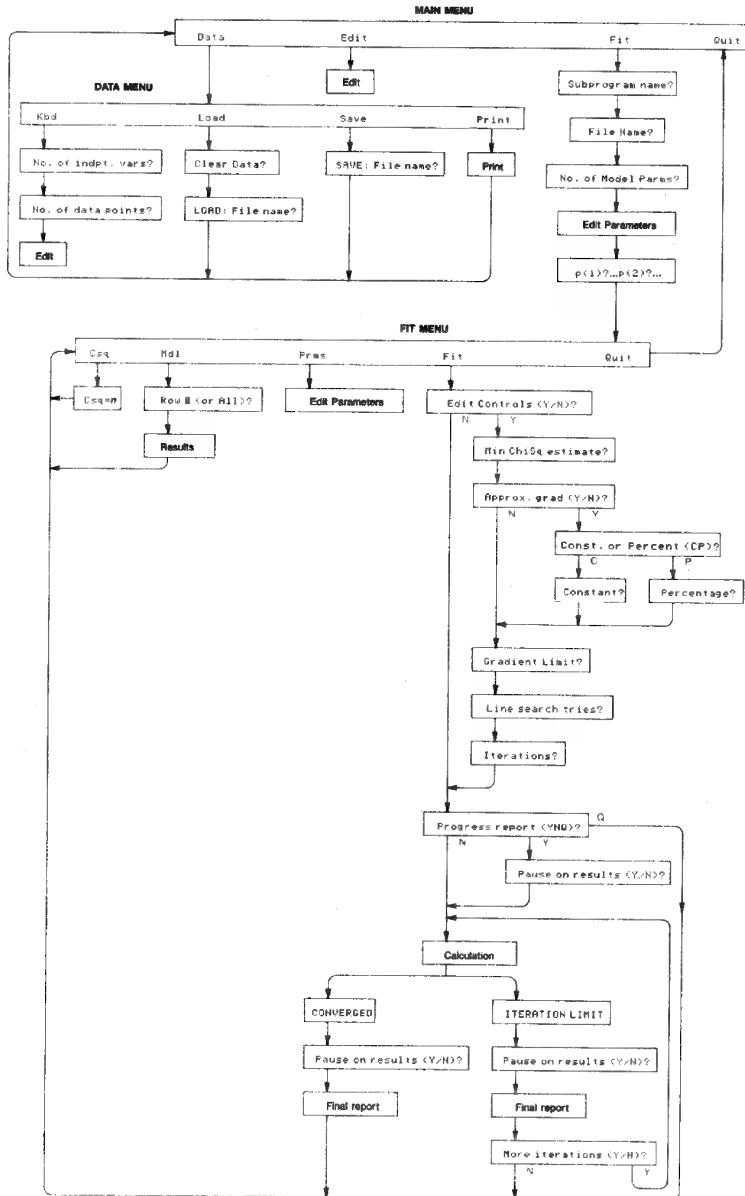 MAIN MENU
Data Edit Fit Quit
DATA MENU
Edit
Subprogram name?
Kbd Load Save Print
File Name?
No. of indpt. vars?
Clear Data?
SAVE: File name?
Print
No. of Model Parms?
No. of data points?
LOAD: File name?
Edit Parameters
Edit
p(1)?...p(2)?...
FIT MENU
Csq Mdl Prms Fit Quit
Csq=n
Row # (or All)?
Edit Parameters
Edit Controls (Y/N)?
N Y
Results
Min ChiSq estimate?
Approx. grad (Y/N)?
N Y
Const. or Percent (CP)?
C P
Constant?
Percentage?
Gradient Limit?
Line search tries?
Iterations?
Progress report (YNQ)?
Q
N Y
Pause on results (Y/N)?
Calculation
CONVERGED
ITERATION LIMIT
Pause on results (Y/N)?
Pause on results (Y/N)?
Final report
Final report
More iterations (Y/N)?
N Y